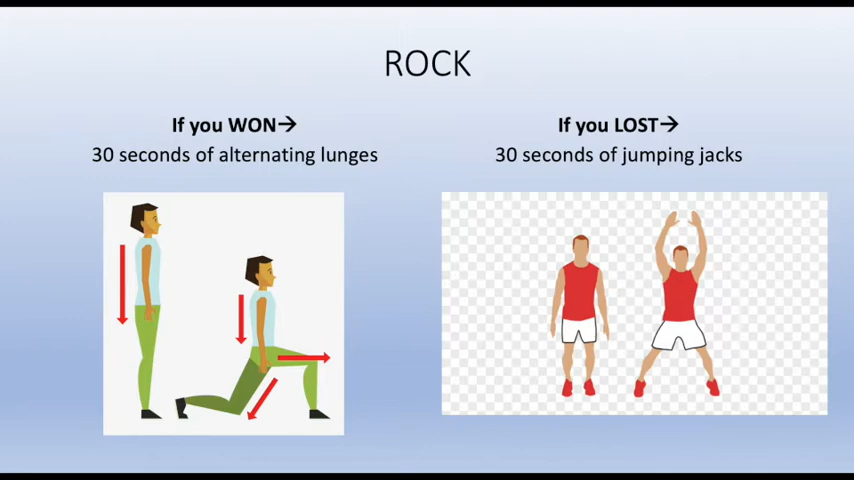 ROCK
If you WON→
30 seconds of alternating lunges
If you LOST→
30 seconds of jumping jacks